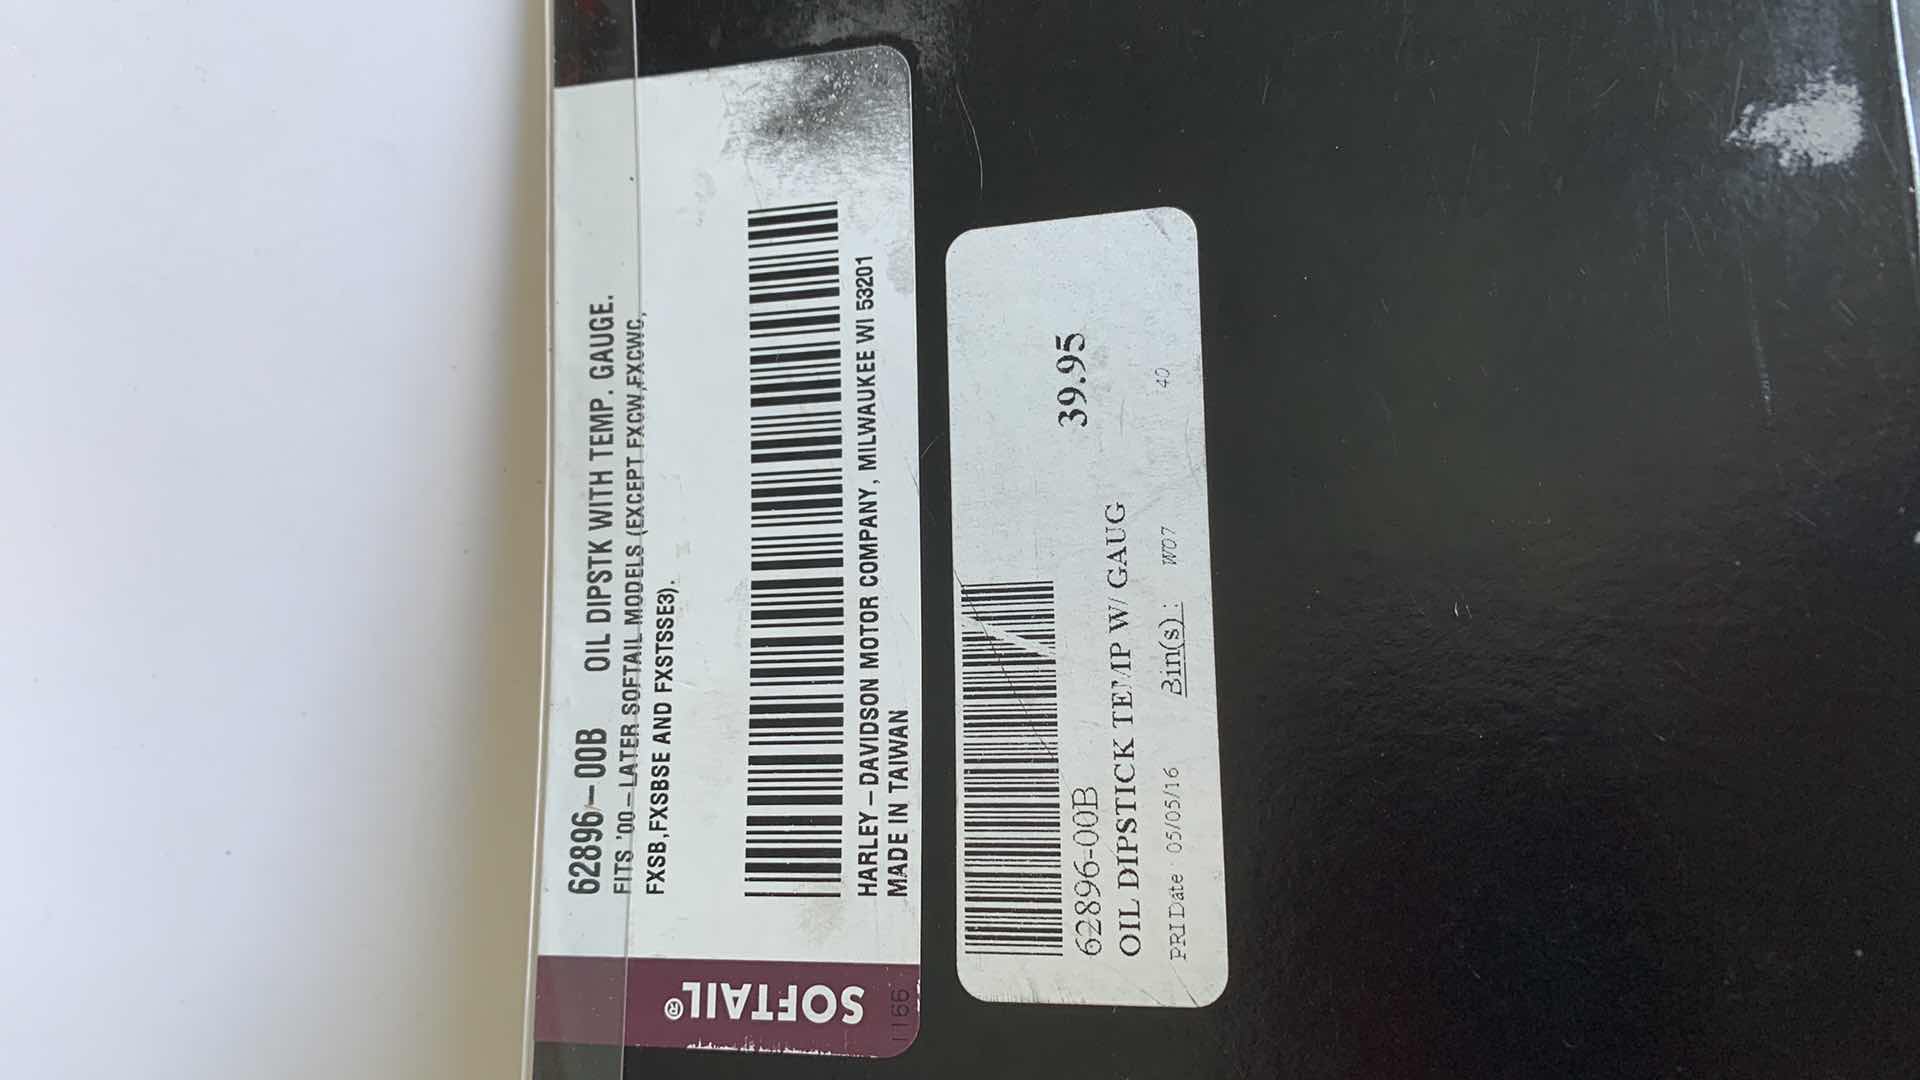 62896-00B OIL DIPSTK WITH TEMP. GAUGE.
FITS '00-LATER SOFTAIL MODELS (EXCEPT FXCW,FXCWC,
FXSB,FXSBSE AND FXSTSSE3).
HARLEY-DAVIDSON MOTOR COMPANY, MILWAUKEE WI 53201
MADE IN TAIWAN
SOFTAIL®
1166
39.95
62896-00B
OIL DIPSTICK TEMP W/ GAUG
PRIDate 05/05/16 Bin(s): W07 40